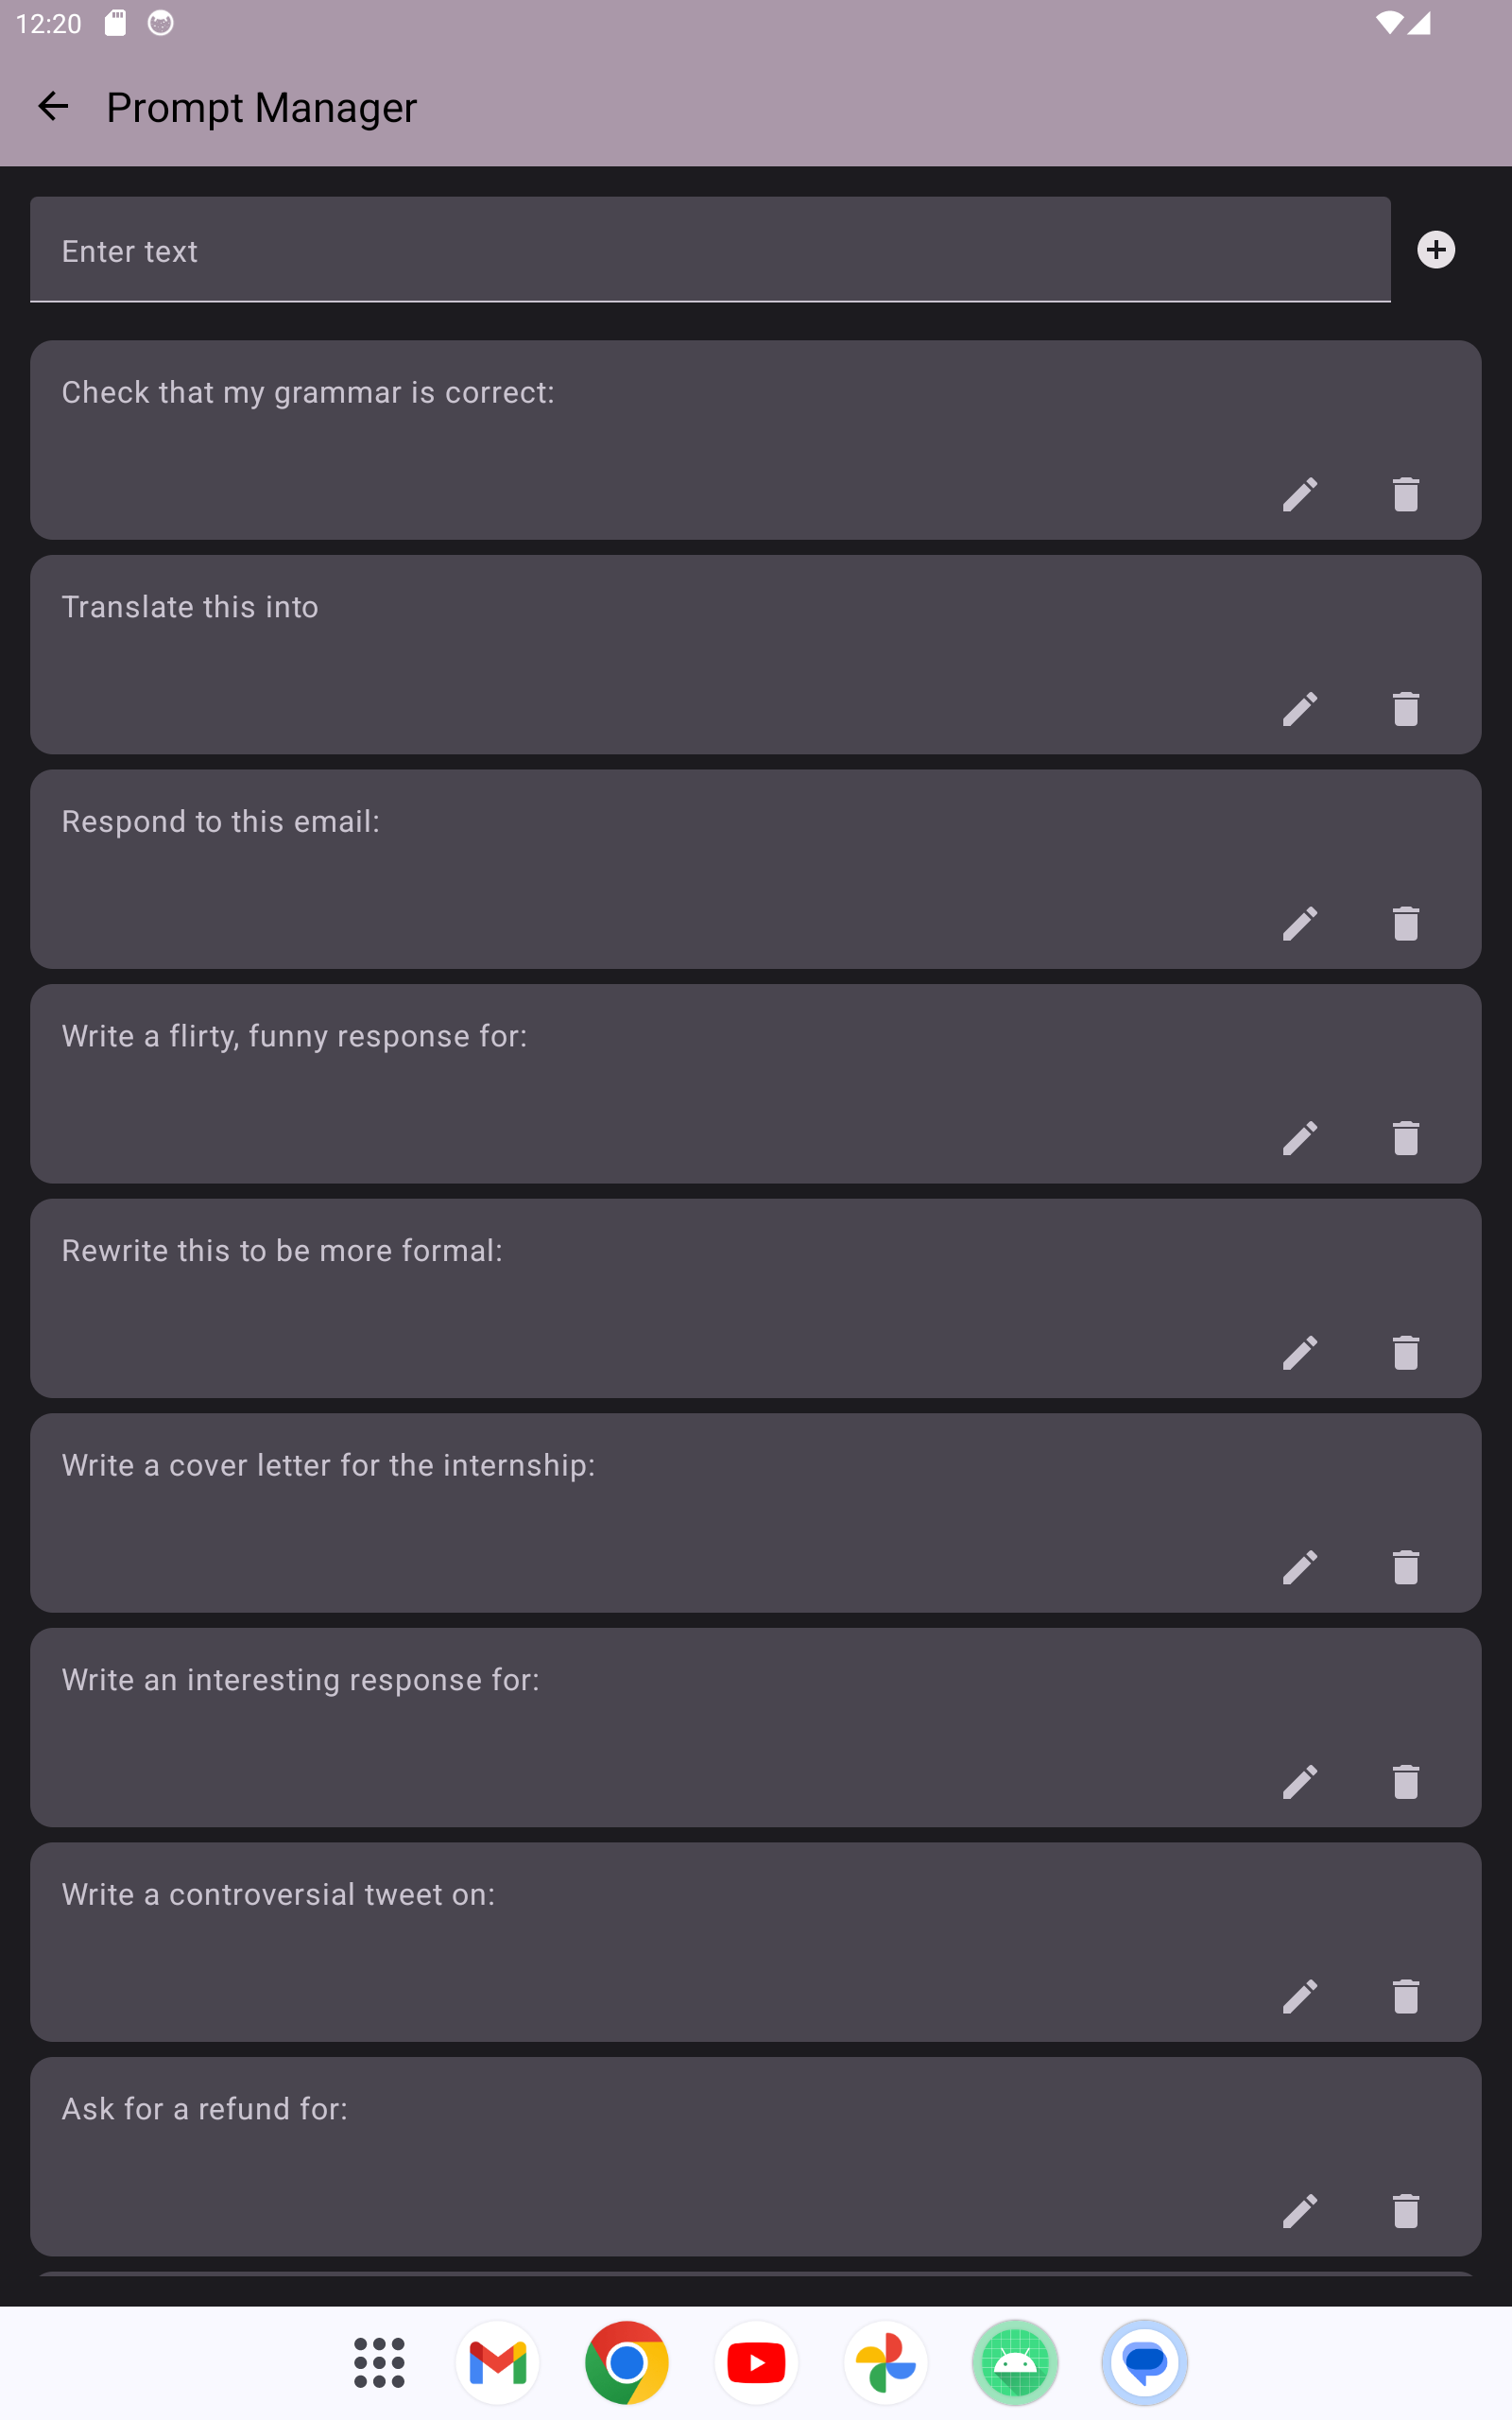 12:20
Prompt Manager
Enter text
Check that my grammar is correct:
Translate this into
Respond to this email:
Write a flirty, funny response for:
Rewrite this to be more formal:
Write a cover letter for the internship:
Write an interesting response for:
Write a controversial tweet on:
Ask for a refund for: